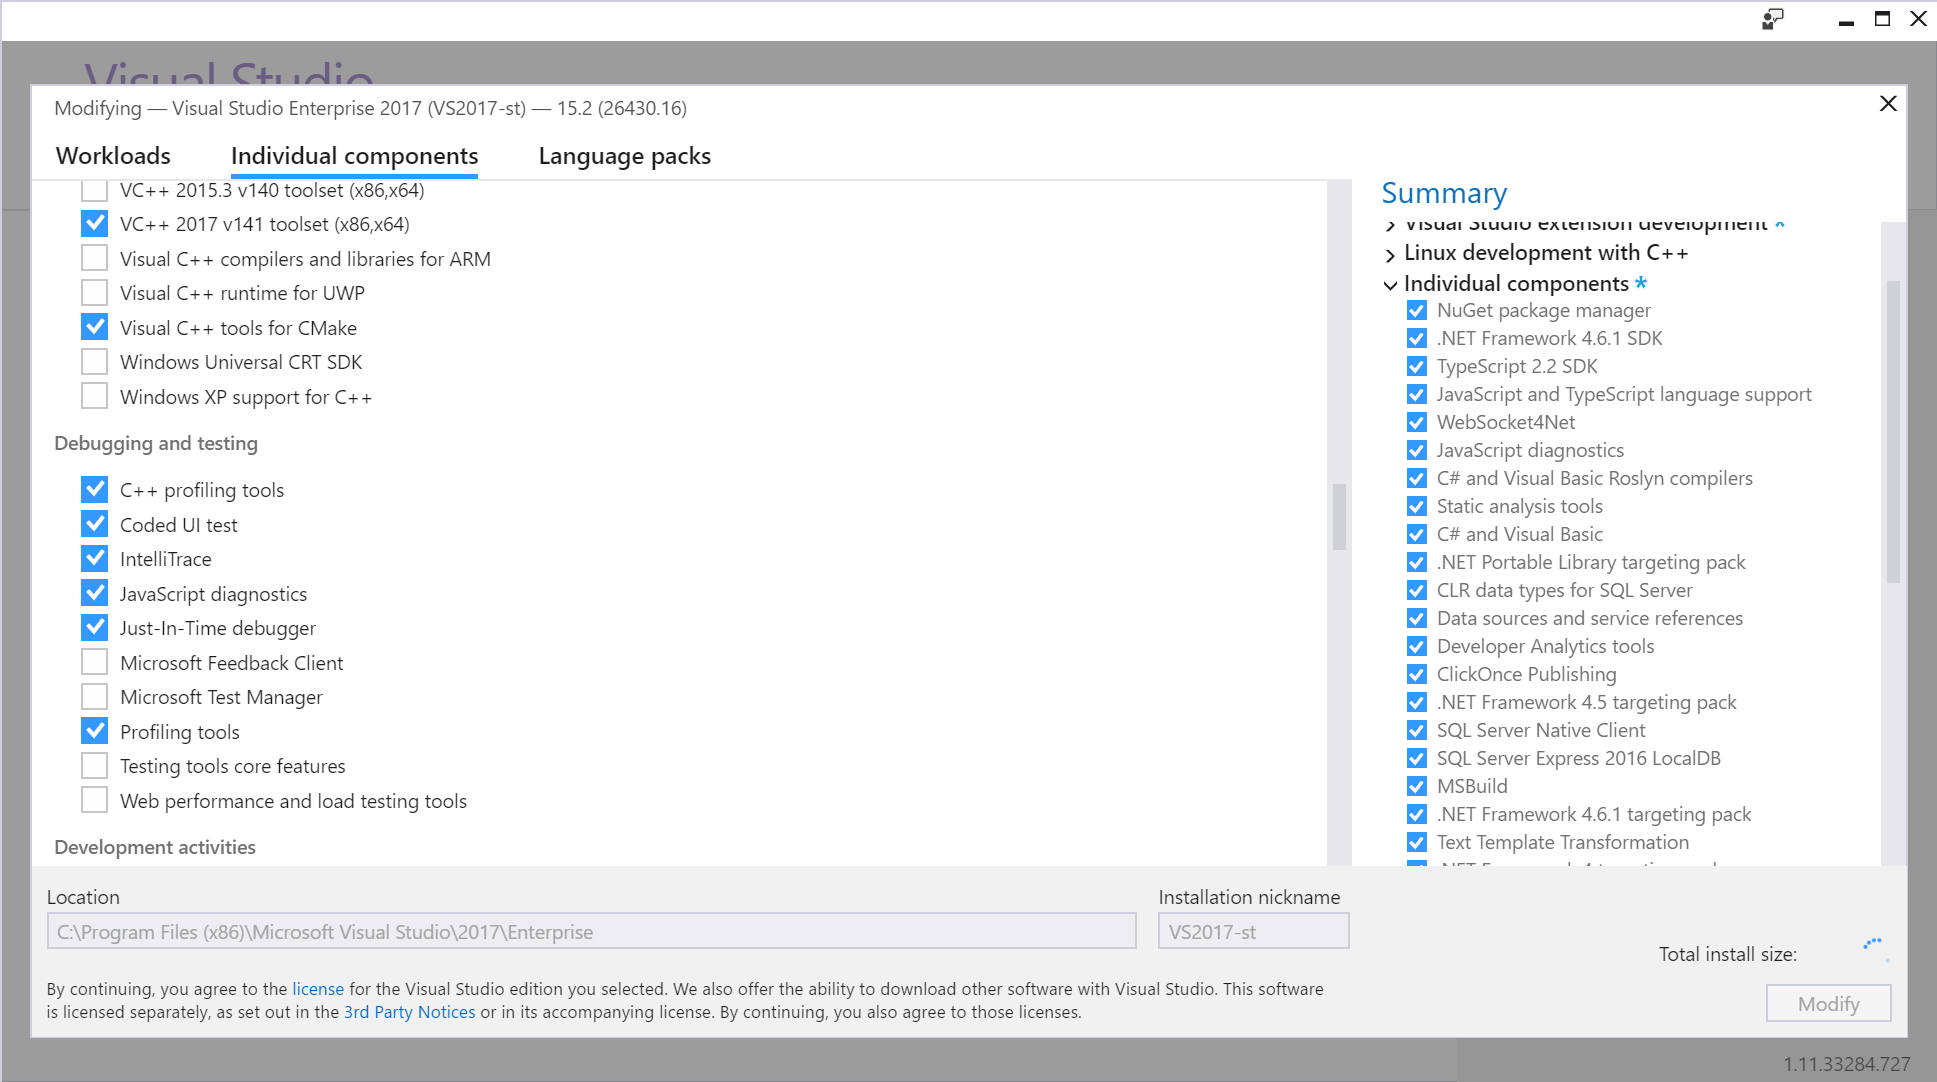 Visual Studio
Modifying — Visual Studio Enterprise 2017 (VS2017-st) — 15.2 (26430.16)
Workloads
Individual components
Language packs
VC++ 2015.3 v140 toolset (x86,x64)
VC++ 2017 v141 toolset (x86,x64)
Visual C++ compilers and libraries for ARM
Visual C++ runtime for UWP
Visual C++ tools for CMake
Windows Universal CRT SDK
Windows XP support for C++
Debugging and testing
C++ profiling tools
Coded UI test
IntelliTrace
JavaScript diagnostics
Just-In-Time debugger
Microsoft Feedback Client
Microsoft Test Manager
Profiling tools
Testing tools core features
Web performance and load testing tools
Development activities
Summary
Visual Studio extension development *
Linux development with C++
Individual components *
NuGet package manager
.NET Framework 4.6.1 SDK
TypeScript 2.2 SDK
JavaScript and TypeScript language support
WebSocket4Net
JavaScript diagnostics
C# and Visual Basic Roslyn compilers
Static analysis tools
C# and Visual Basic
.NET Portable Library targeting pack
CLR data types for SQL Server
Data sources and service references
Developer Analytics tools
ClickOnce Publishing
.NET Framework 4.5 targeting pack
SQL Server Native Client
SQL Server Express 2016 LocalDB
MSBuild
.NET Framework 4.6.1 targeting pack
Text Template Transformation
Location
C:\Program Files (x86)\Microsoft Visual Studio\2017\Enterprise
Installation nickname
VS2017-st
Total install size:
By continuing, you agree to the license for the Visual Studio edition you selected. We also offer the ability to download other software with Visual Studio. This software
is licensed separately, as set out in the 3rd Party Notices or in its accompanying license. By continuing, you also agree to those licenses.
Modify
1.11.33284.727